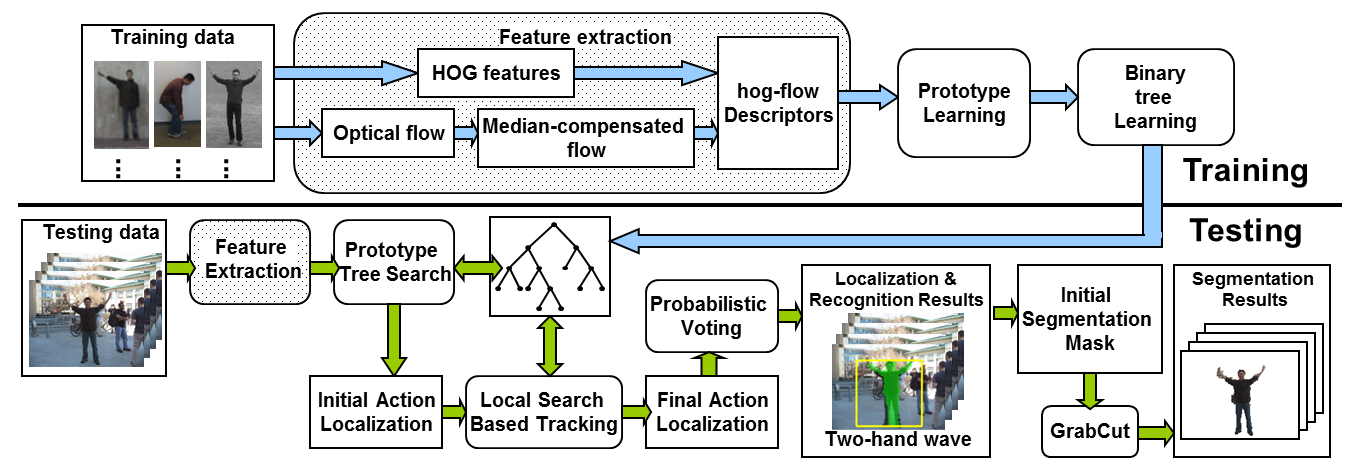 Training data
Feature extraction
HOG features
Optical flow
Median-compensated
flow
hog-flow
Descriptors
Prototype
Learning
Binary
tree
Learning
Training
Testing
Testing data
Feature
Extraction
Prototype
Tree Search
Initial Action
Localization
Local Search
Based Tracking
Final Action
Localization
Probabilistic
Voting
Localization &
Recognition Results
Two-hand wave
Initial
Segmentation
Mask
GrabCut
Segmentation
Results